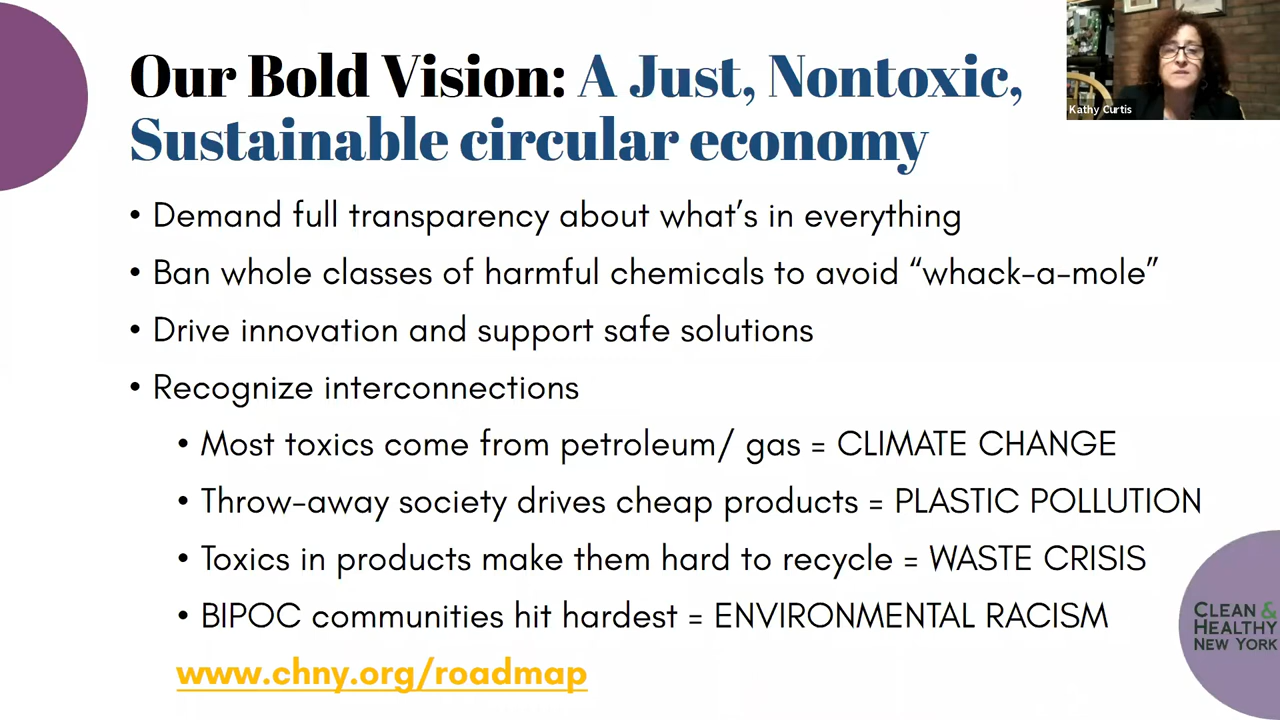 Our Bold Vision: A Just, Nontoxic,
Sustainable circular economy
Kathy Curtis
• Demand full transparency about what’s in everything
• Ban whole classes of harmful chemicals to avoid “whack-a-mole”
• Drive innovation and support safe solutions
• Recognize interconnections
• Most toxics come from petroleum/ gas = CLIMATE CHANGE
• Throw-away society drives cheap products = PLASTIC POLLUTION
• Toxics in products make them hard to recycle = WASTE CRISIS
• BIPOC communities hit hardest = ENVIRONMENTAL RACISM
www.chny.org/roadmap
CLEAN &
HEALTHY
NEW YORK